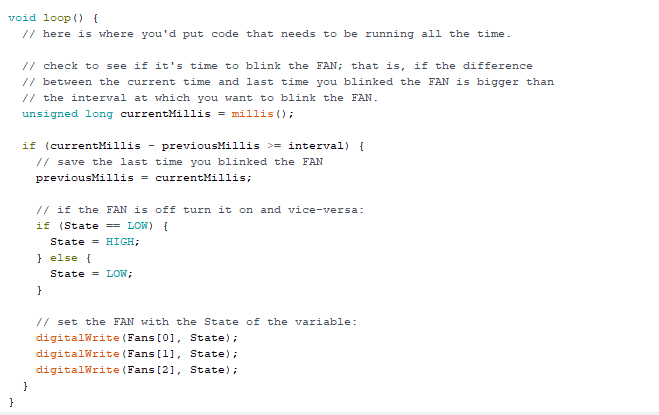 void loop() {
  // here is where you'd put code that needs to be running all the time.

  // check to see if it's time to blink the FAN; that is, if the difference
  // between the current time and last time you blinked the FAN is bigger than
  // the interval at which you want to blink the FAN.
  unsigned long currentMillis = millis();

  if (currentMillis - previousMillis >= interval) {
    // save the last time you blinked the FAN
    previousMillis = currentMillis;

    // if the FAN is off turn it on and vice-versa:
    if (State == LOW) {
      State = HIGH;
    } else {
      State = LOW;
    }

    // set the FAN with the State of the variable:
    digitalWrite(Fans[0], State);
    digitalWrite(Fans[1], State);
    digitalWrite(Fans[2], State);
  }
}